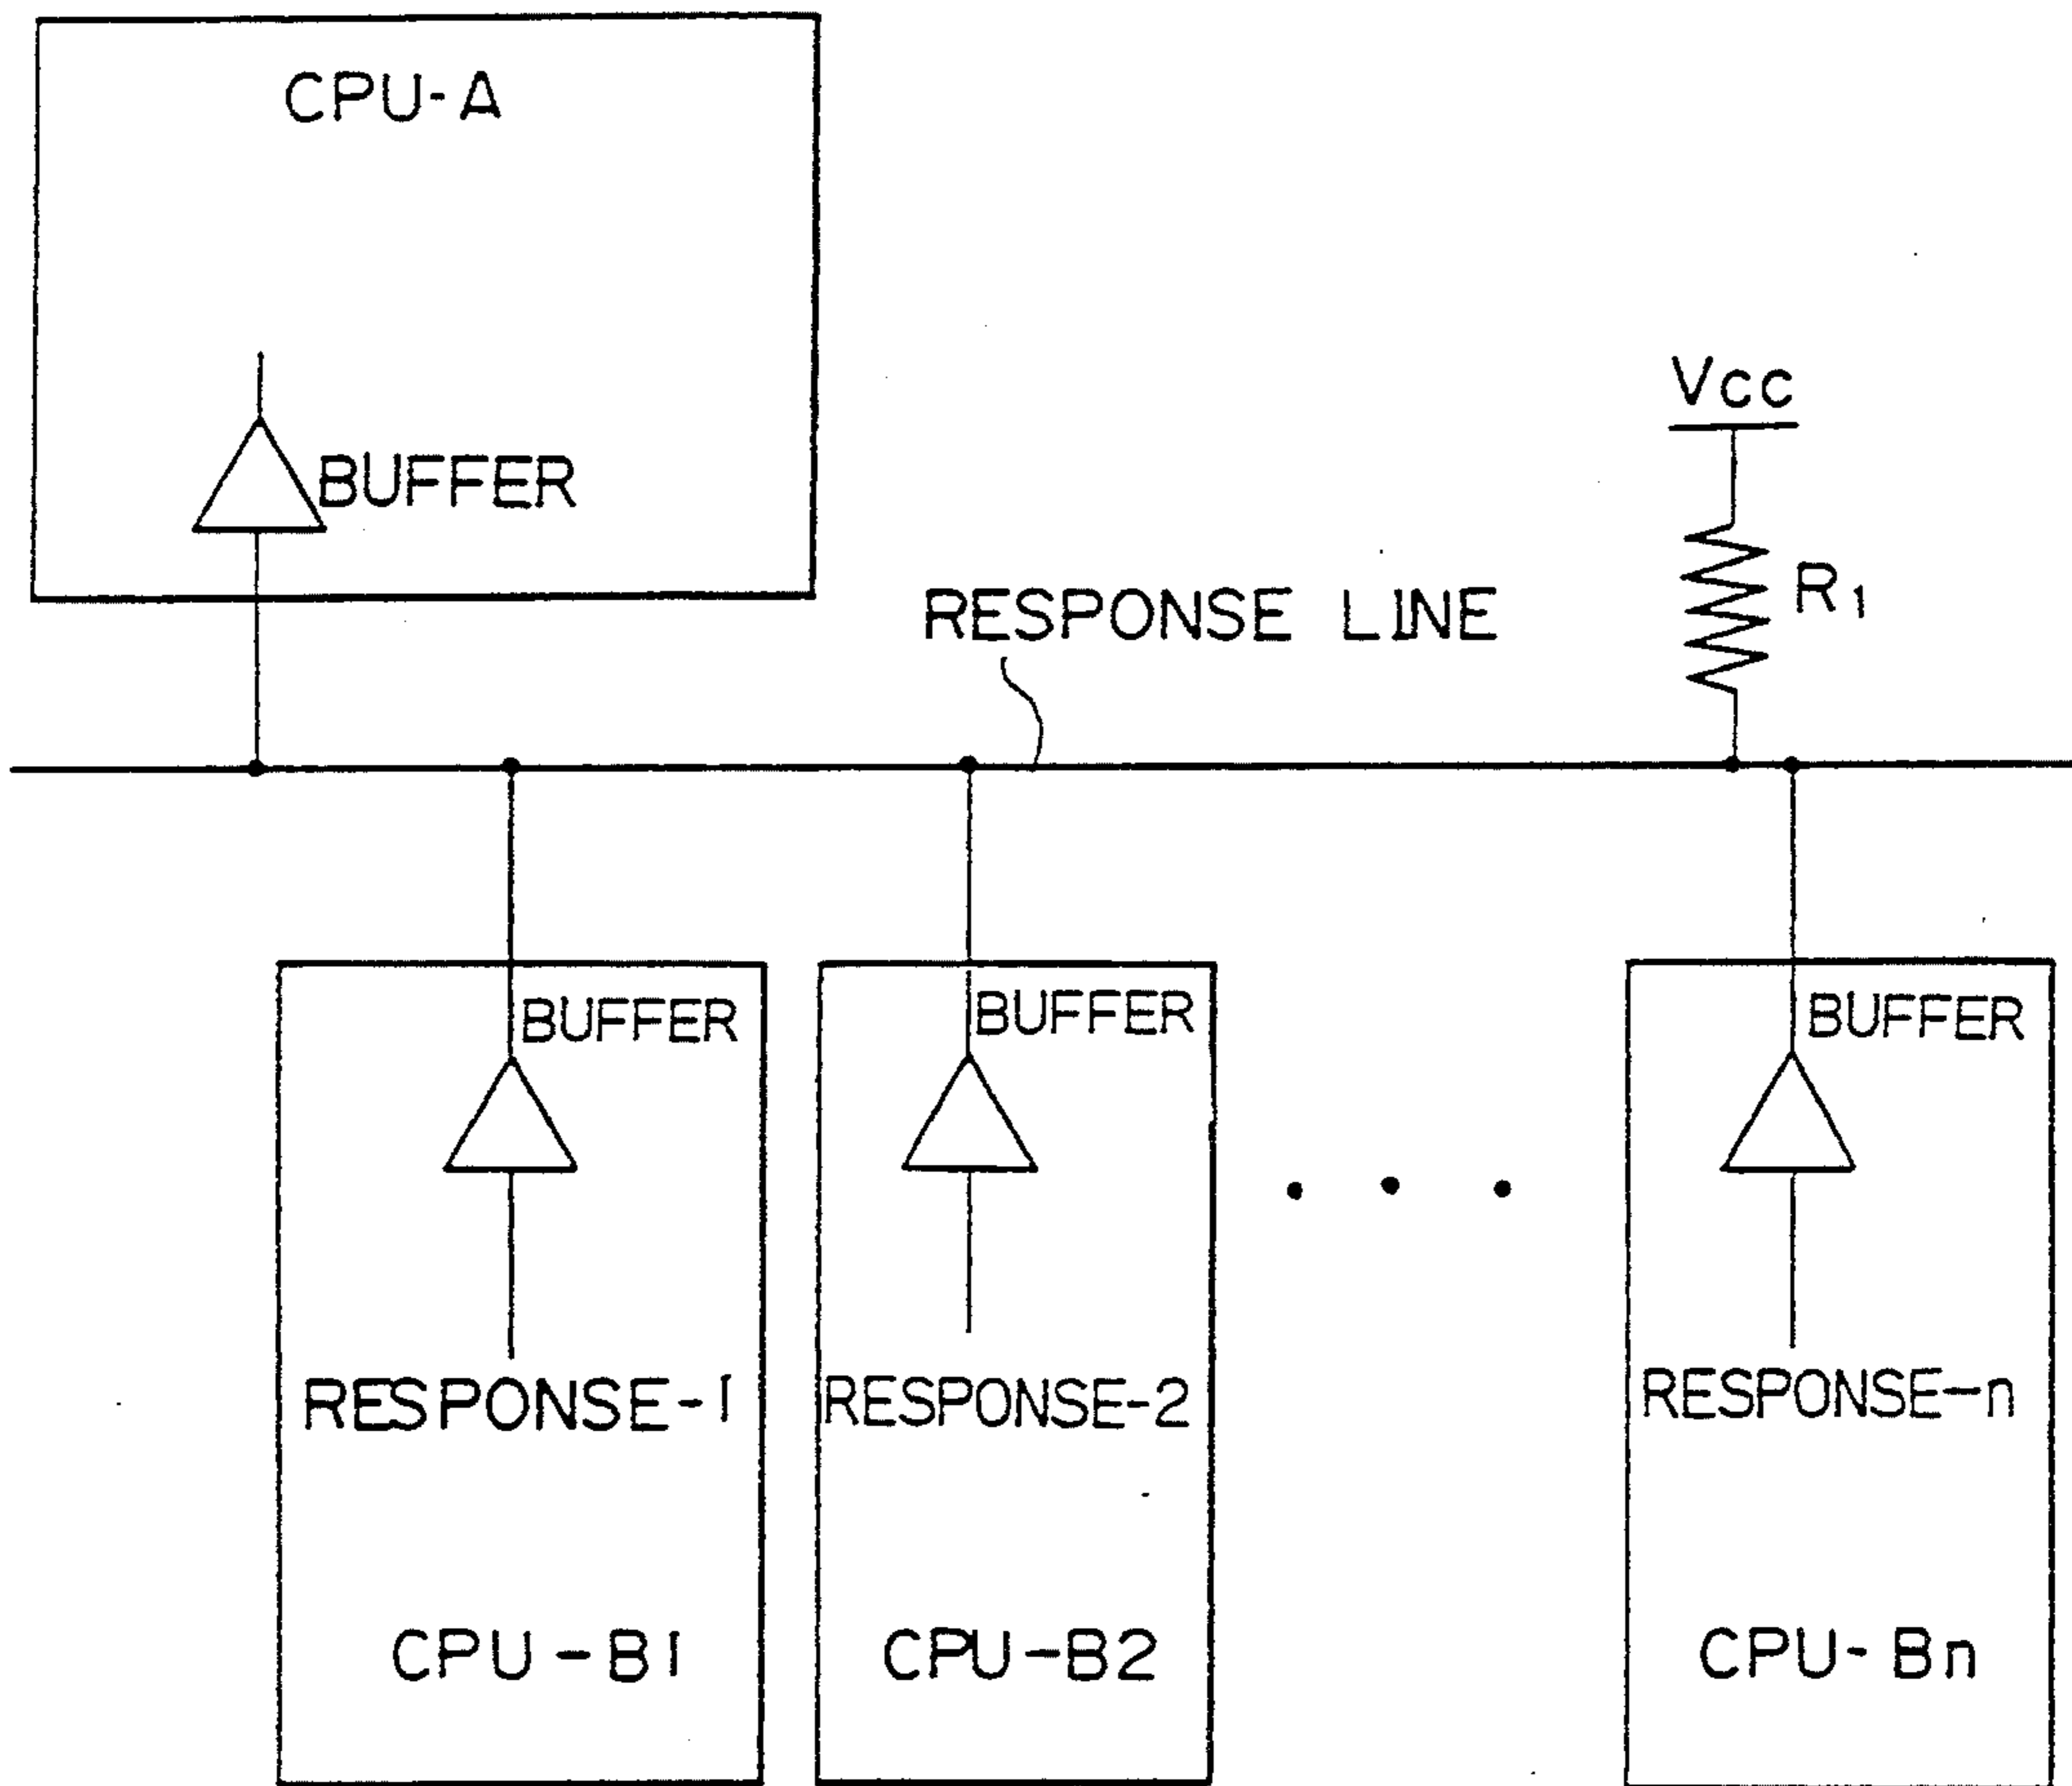 CPU-A
BUFFER
Vcc
R1
RESPONSE LINE
BUFFER
BUFFER
BUFFER
RESPONSE-1
RESPONSE-2
RESPONSE-n
CPU-B1
CPU-B2
CPU-Bn